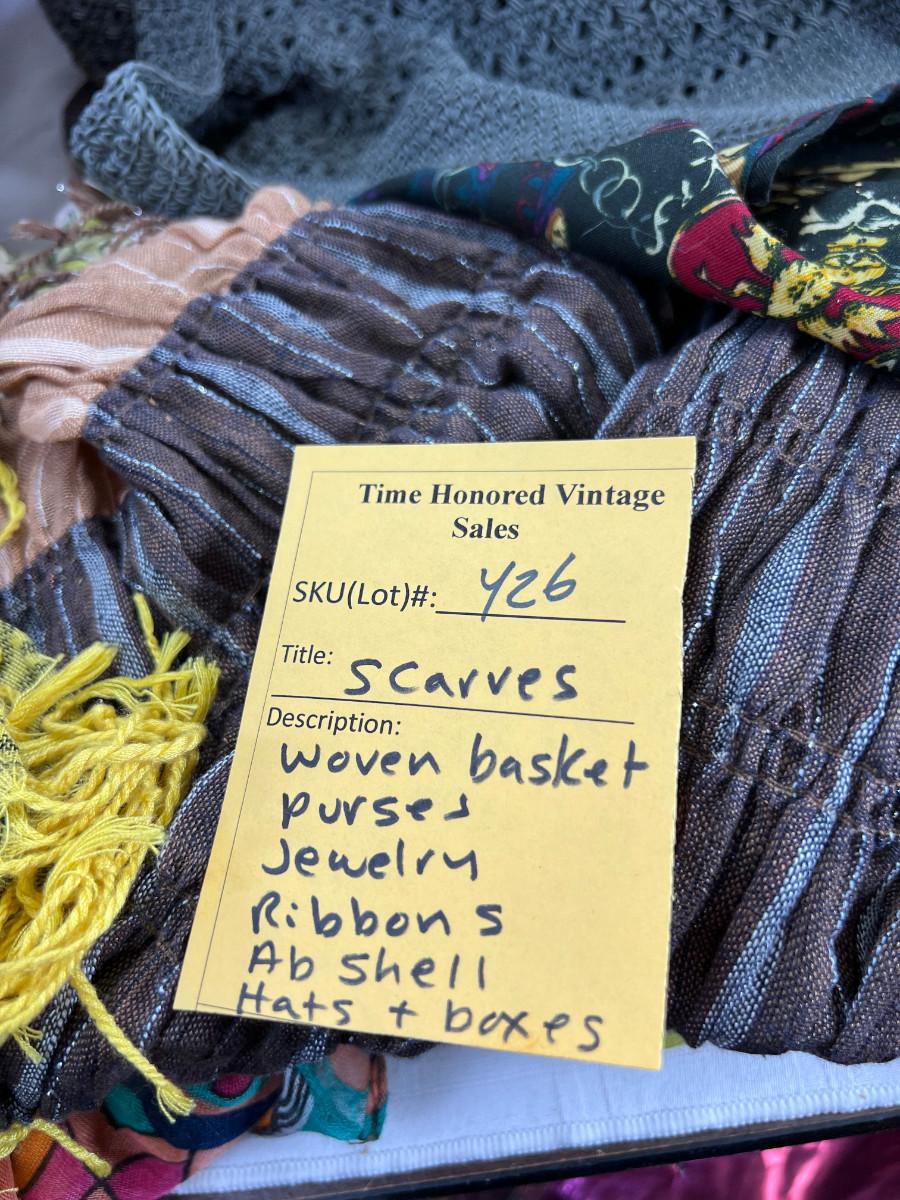 Time Honored Vintage
Sales
SKU(Lot)#: 426
Title: Scarves
Description:
Woven basket
purses
Jewelry
Ribbons
Ab Shell
Hats + boxes